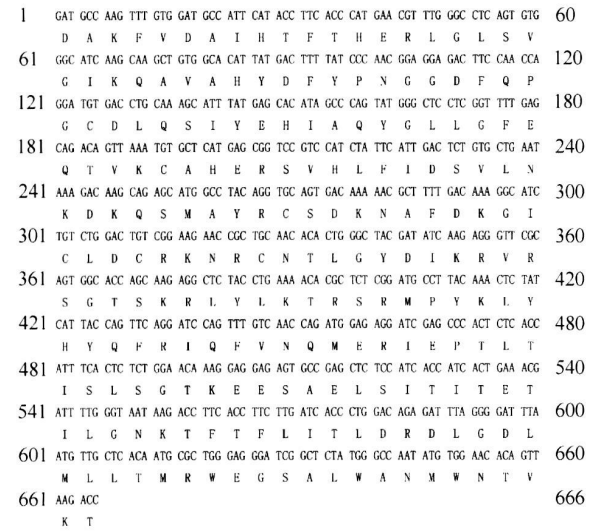 1 GAT GCC AAG TTT GTG GAT GCC ATT CAT ACC TTC ACC CAT GAA CGT TTG GGC CTC AGT GTG 60
D A K F V D A I H T F T H E R L G L S V
61 GGC ATC AAG CAA GCT GTG GCA CAT TAT GAC TTT TAT CCC AAC GGA GGA GAC TTC CAA CCA 120
G I K Q A V A H Y D F Y P N G G D F Q P
121 GGA TGT GAC CTG CAA AGC ATT TAT GAG CAC ATA GCC CAG TAT GGG CTC CTC GGT TTT GAG 180
G C D L Q S I Y E H I A Q Y G L L G F E
181 CAG ACA GTT AAA TGT GCT CAT GAG CGG TCC GTC CAT CTA TTC ATT GAC TCT GTG CTG AAT 240
Q T V K C A H E R S V H L F I D S V L N
241 AAA GAC AAG CAG AGC ATG GCC TAC AGG TGC AGT GAC AAA AAC GCT TTT GAC AAA GGC ATC 300
K D K Q S M A Y R C S D K N A F D K G I
301 TGT CTG GAC TGT CGG AAG AAC CGC TGC AAC ACA CTG GGC TAC GAT ATC AAG AGG GTT CGC 360
C L D C R K N R C N T L G Y D I K R V R
361 AGT GGC ACC AGC AAG AGG CTC TAC CTG AAA ACA CGC TCT CGG ATG CCT TAC AAA CTC TAT 420
S G T S K R L Y L K T R S R M P Y K L Y
421 CAT TAC CAG TTC AGG ATC CAG TTT GTC AAC CAG ATG GAG AGG ATC GAG CCC ACT CTC ACC 480
H Y Q F R I Q F V N Q M E R I E P T L T
481 ATT TCA CTC TCT GGA ACA AAG GAG GAG AGT GCC GAG CTC TCC ATC ACC ATC ACT GAA ACG 540
I S L S G T K E E S A E L S I T I T E T
541 ATT TTG GGT AAT AAG ACC TTC ACC TTC TTG ATC ACC CTG GAC AGA GAT TTA GGG GAT TTA 600
I L G N K T F T F L I T L D R D L G D L
601 ATG TTG CTC ACA ATG CGC TGG GAG GGA TCG GCT CTA TGG GCC AAT ATG TGG AAC ACA GTT 660
M L L T M R W E G S A L W A N M W N T V
661 AAG ACC 666
K T